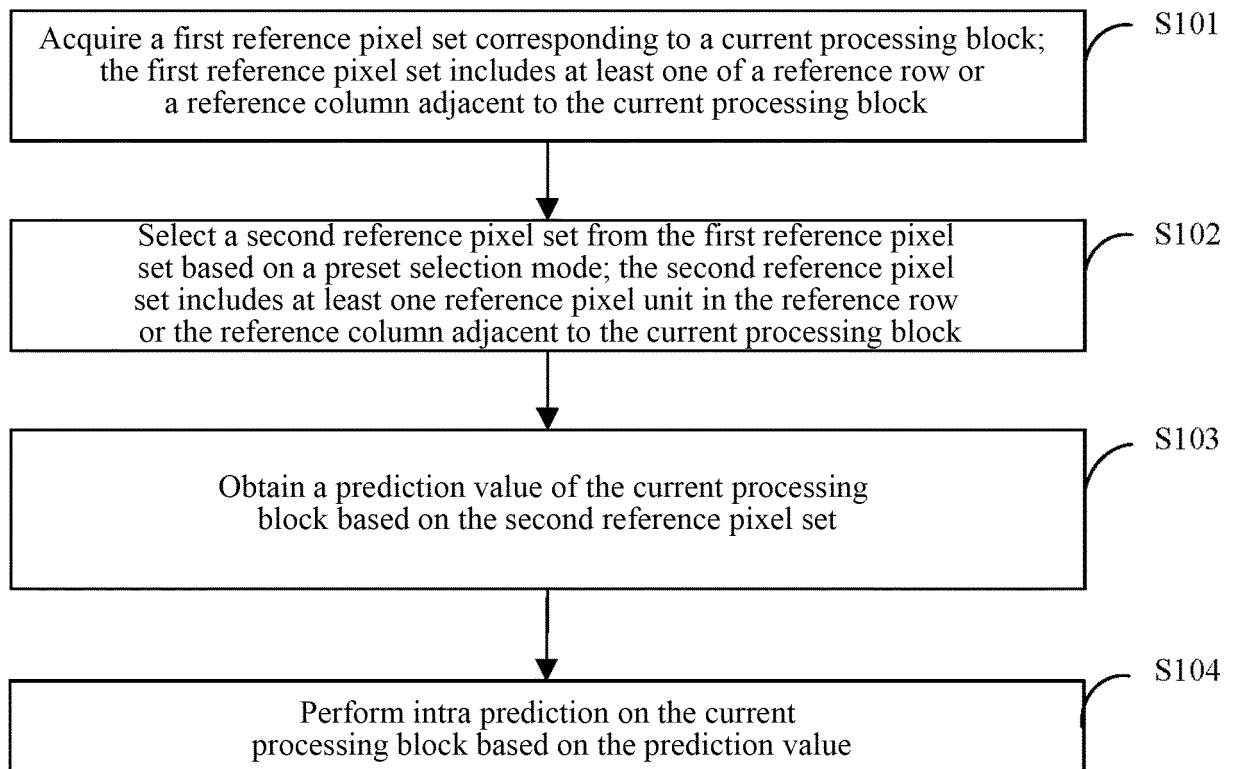 Acquire a first reference pixel set corresponding to a current processing block;
the first reference pixel set includes at least one of a reference row or
a reference column adjacent to the current processing block
S101
Select a second reference pixel set from the first reference pixel
set based on a preset selection mode; the second reference pixel
set includes at least one reference pixel unit in the reference row
or the reference column adjacent to the current processing block
S102
Obtain a prediction value of the current processing
block based on the second reference pixel set
S103
Perform intra prediction on the current
processing block based on the prediction value
S104